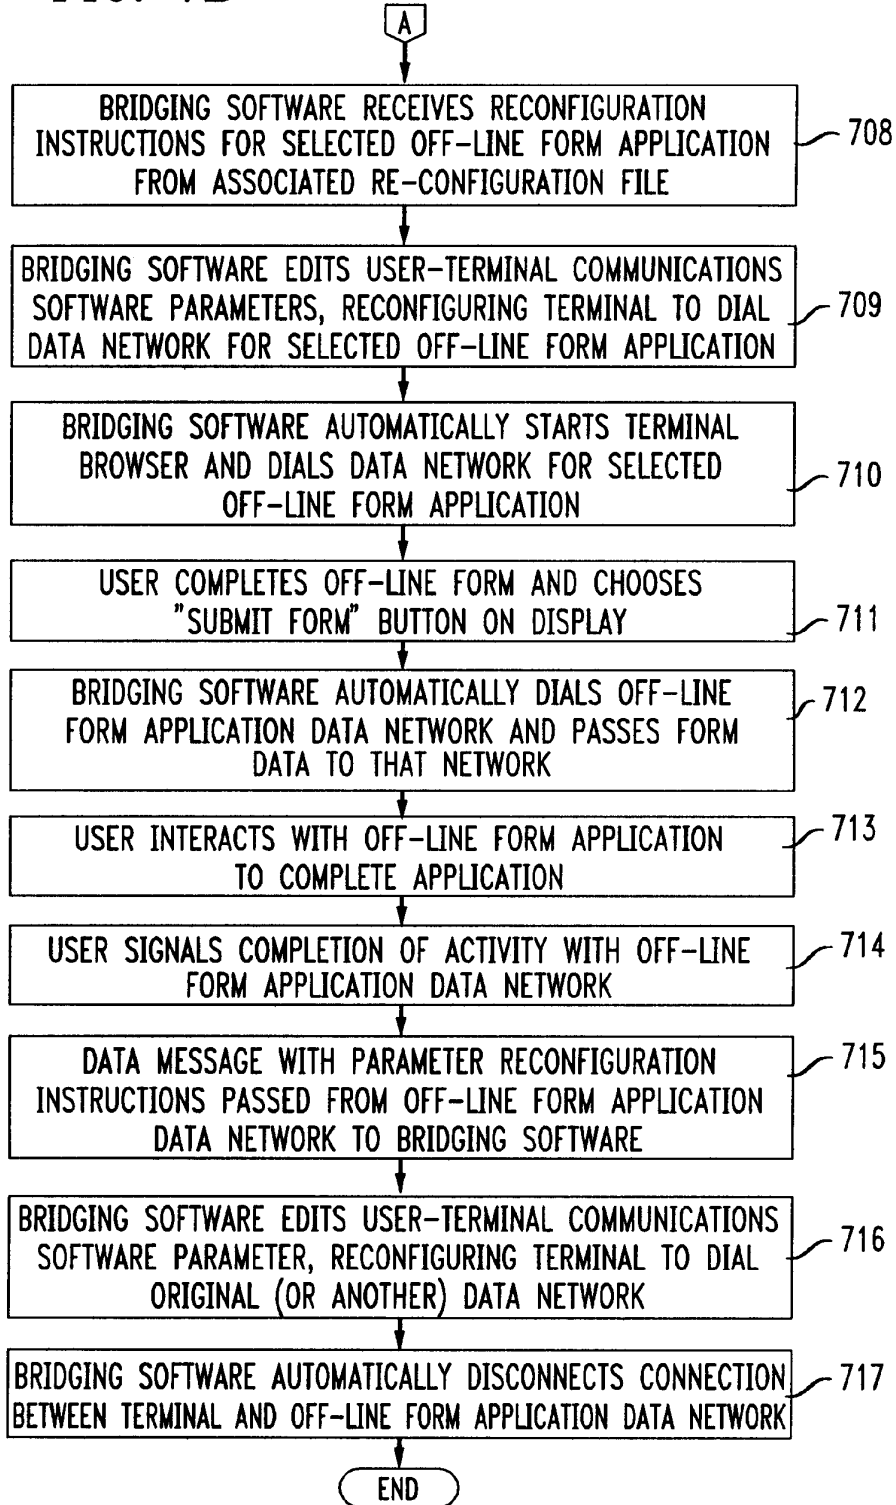 A
BRIDGING SOFTWARE RECEIVES RECONFIGURATION
INSTRUCTIONS FOR SELECTED OFF-LINE FORM APPLICATION
FROM ASSOCIATED RE-CONFIGURATION FILE
708
BRIDGING SOFTWARE EDITS USER-TERMINAL COMMUNICATIONS
SOFTWARE PARAMETERS, RECONFIGURING TERMINAL TO DIAL
DATA NETWORK FOR SELECTED OFF-LINE FORM APPLICATION
709
BRIDGING SOFTWARE AUTOMATICALLY STARTS TERMINAL
BROWSER AND DIALS DATA NETWORK FOR SELECTED
OFF-LINE FORM APPLICATION
710
USER COMPLETES OFF-LINE FORM AND CHOOSES
"SUBMIT FORM" BUTTON ON DISPLAY
711
BRIDGING SOFTWARE AUTOMATICALLY DIALS OFF-LINE
FORM APPLICATION DATA NETWORK AND PASSES FORM
DATA TO THAT NETWORK
712
USER INTERACTS WITH OFF-LINE FORM APPLICATION
TO COMPLETE APPLICATION
713
USER SIGNALS COMPLETION OF ACTIVITY WITH OFF-LINE
FORM APPLICATION DATA NETWORK
714
DATA MESSAGE WITH PARAMETER RECONFIGURATION
INSTRUCTIONS PASSED FROM OFF-LINE FORM APPLICATION
DATA NETWORK TO BRIDGING SOFTWARE
715
BRIDGING SOFTWARE EDITS USER-TERMINAL COMMUNICATIONS
SOFTWARE PARAMETER, RECONFIGURING TERMINAL TO DIAL
ORIGINAL (OR ANOTHER) DATA NETWORK
716
BRIDGING SOFTWARE AUTOMATICALLY DISCONNECTS CONNECTION
BETWEEN TERMINAL AND OFF-LINE FORM APPLICATION DATA NETWORK
717
END